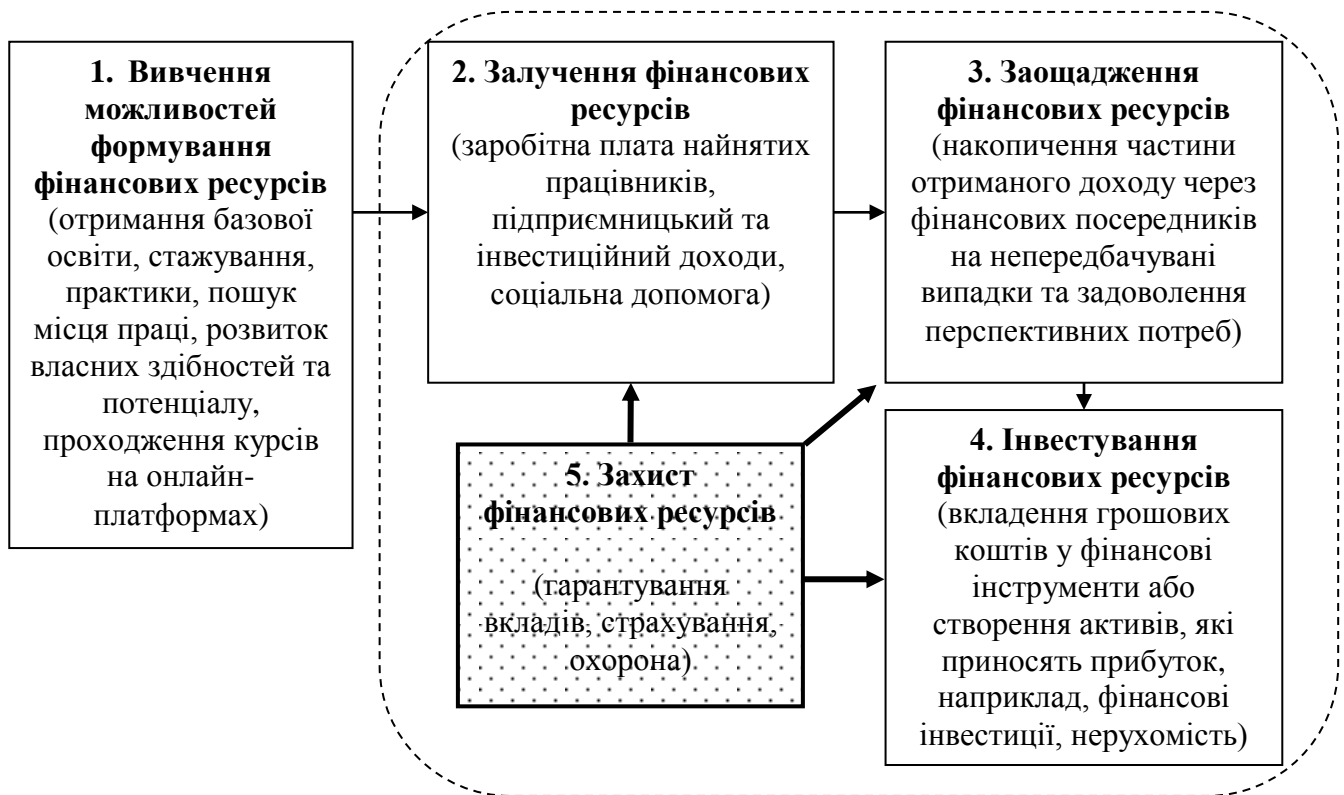 1. Вивчення
можливостей
формування
фінансових ресурсів
(отримання базової
освіти, стажування,
практики, пошук
місця праці, розвиток
власних здібностей та
потенціалу,
проходження курсів
на онлайн-
платформах)
2. Залучення фінансових
ресурсів
(заробітна плата найнятих
працівників,
підприємницький та
інвестиційний доходи,
соціальна допомога)
3. Заощадження
фінансових ресурсів
(накопичення частини
отриманого доходу через
фінансових посередників
на непередбачувані
випадки та задоволення
перспективних потреб)
4. Інвестування
фінансових ресурсів
(вкладення грошових
коштів у фінансові
інструменти або
створення активів, які
приносять прибуток,
наприклад, фінансові
інвестиції, нерухомість)
5. Захист
фінансових ресурсів
(гарантування
вкладів, страхування,
охорона)